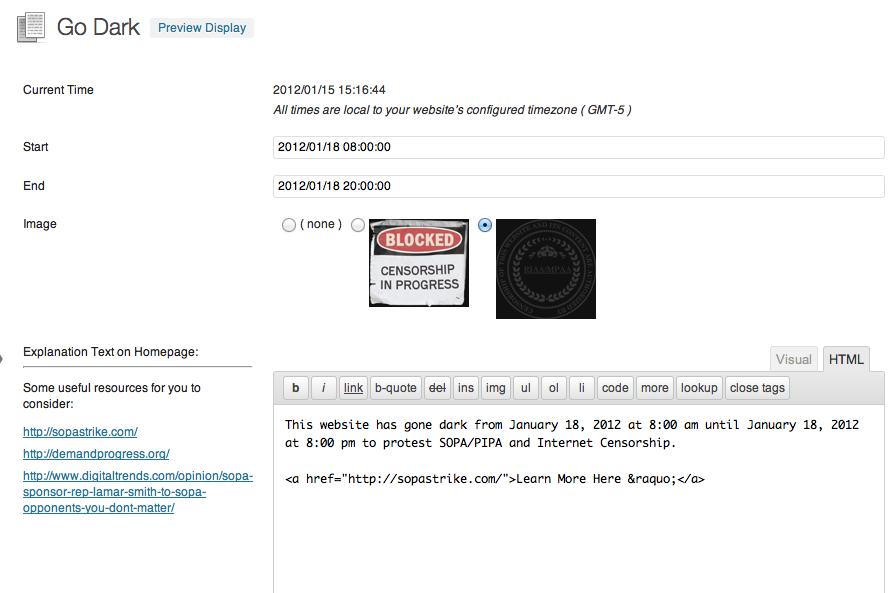 Go Dark Preview Display
Current Time 2012/01/15 15:16:44
All times are local to your website's configured timezone ( GMT-5 )
Start 2012/01/18 08:00:00
End 2012/01/18 20:00:00
Image ( none )
BLOCKED
CENSORSHIP
IN PROGRESS
RIAA/MPAA
Explanation Text on Homepage:
Some useful resources for you to
consider:
http://sopastrike.com/
http://demandprogress.org/
http://www.digitaltrends.com/opinion/sopa-
sponsor-rep-lamar-smith-to-sopa-
opponents-you-dont-matter/
Visual HTML
b i link b-quote del ins img ul ol li code more lookup close tags
This website has gone dark from January 18, 2012 at 8:00 am until January 18, 2012
at 8:00 pm to protest SOPA/PIPA and Internet Censorship.
<a href="http://sopastrike.com/">Learn More Here &raquo;</a>